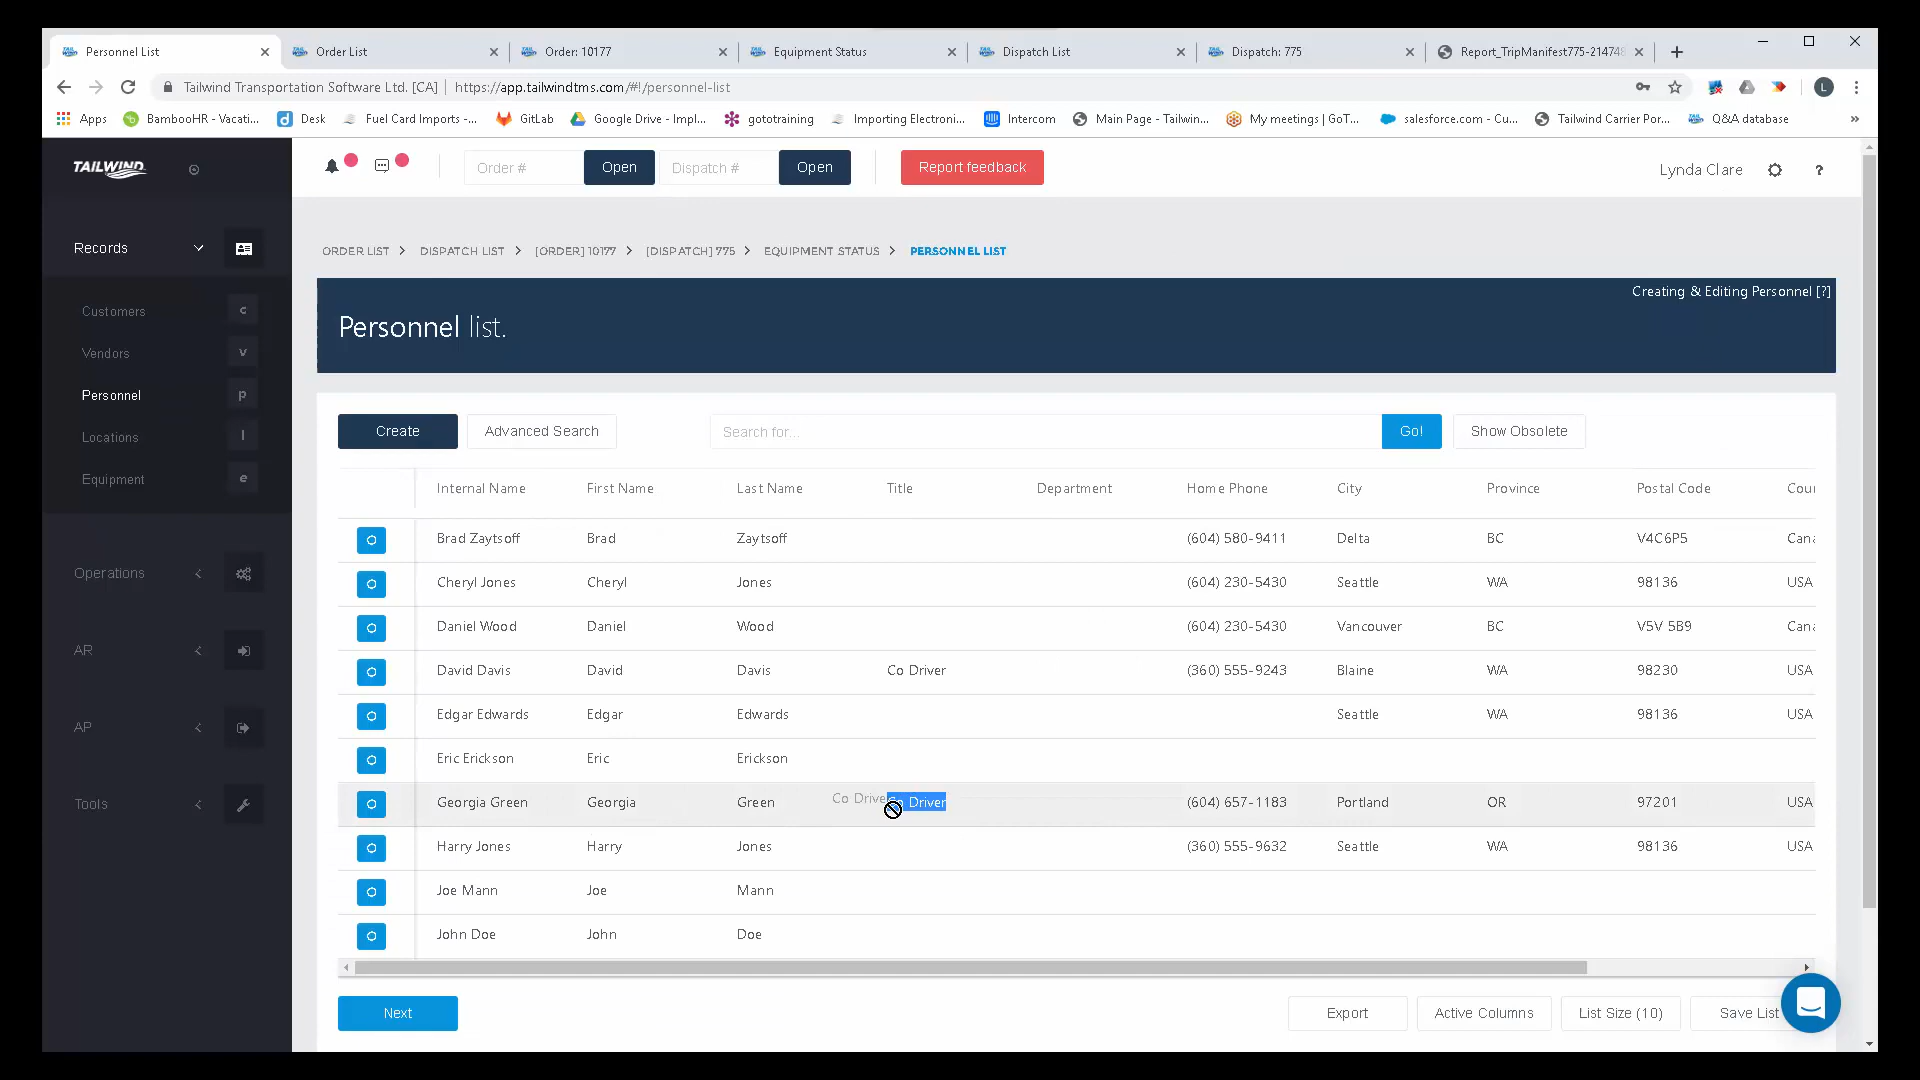 Personnel List
Order List
Order: 10177
Equipment Status
Dispatch List
Dispatch: 775
Report_TripManifest775-214748
Tailwind Transportation Software Ltd. [CA] https://app.tailwindtms.com/#!/personnel-list
L
Apps BambooHR - Vacati... Desk Fuel Card Imports -... GitLab Google Drive - Impl... gototraining Importing Electroni... Intercom Main Page - Tailwin... My meetings | GoT... salesforce.com - Cu... Tailwind Carrier Por... Q&A database »
TAILWIND
Order # Open Dispatch # Open Report feedback
Lynda Clare ?
Records
Customers c
Vendors v
Personnel p
Locations l
Equipment e
Operations
AR
AP
Tools
ORDER LIST DISPATCH LIST [ORDER] 10177 [DISPATCH] 775 EQUIPMENT STATUS PERSONNEL LIST
Creating & Editing Personnel [?]
Personnel list.
Create Advanced Search Search for... Go! Show Obsolete
Internal Name First Name Last Name Title Department Home Phone City Province Postal Code Cou
Brad Zaytsoff Brad Zaytsoff (604) 580-9411 Delta BC V4C6P5 Cana
Cheryl Jones Cheryl Jones (604) 230-5430 Seattle WA 98136 USA
Daniel Wood Daniel Wood (604) 230-5430 Vancouver BC V5V 5B9 Cana
David Davis David Davis Co Driver (360) 555-9243 Blaine WA 98230 USA
Edgar Edwards Edgar Edwards Seattle WA 98136 USA
Eric Erickson Eric Erickson
Georgia Green Georgia Green Co Drive Co Driver (604) 657-1183 Portland OR 97201 USA
Harry Jones Harry Jones (360) 555-9632 Seattle WA 98136 USA
Joe Mann Joe Mann
John Doe John Doe
Next Export Active Columns List Size (10) Save List